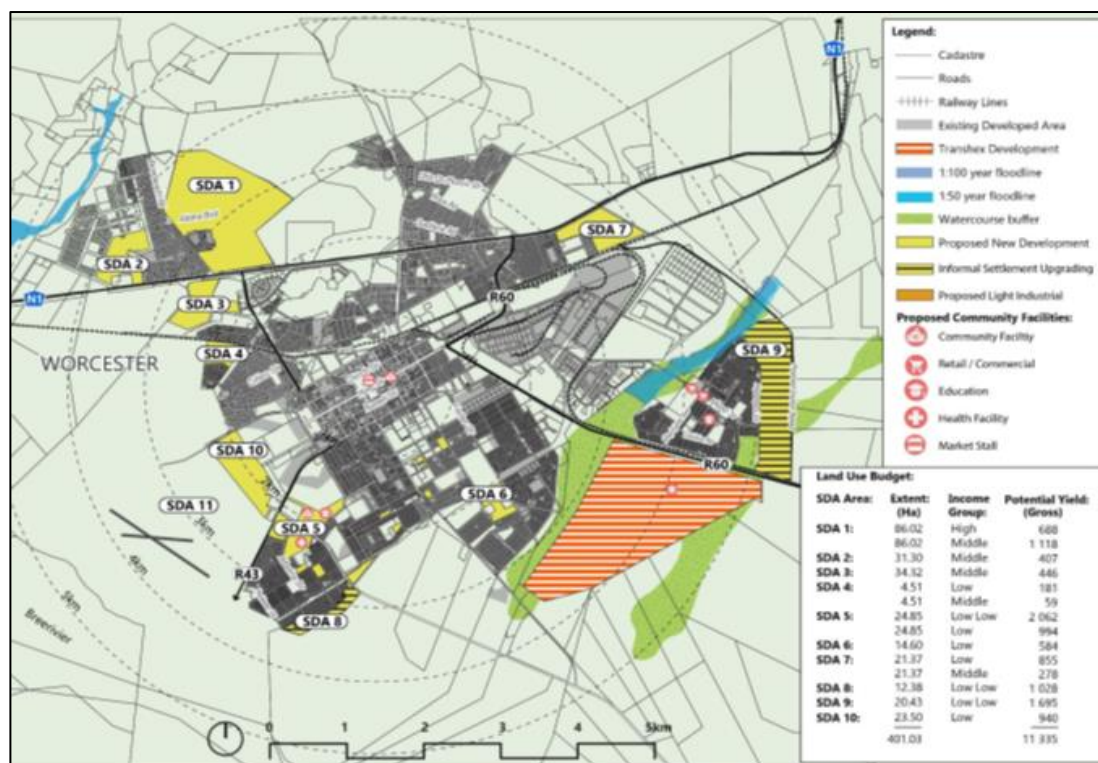 Legend:
Cadastre
Roads
Railway Lines
Existing Developed Area
Transhex Development
1:100 year floodline
1:50 year floodline
Watercourse buffer
Proposed New Development
Informal Settlement Upgrading
Proposed Light Industrial
Proposed Community Facilities:
Community Facility
Retail / Commercial
Education
Health Facility
Market Stall
N1
SDA 1
SDA 2
SDA 7
N1
SDA 3
R60
WORCESTER
SDA 4
SDA 9
SDA 10
R60
SDA 11
SDA 6
SDA 5
R43
SDA 8
2km
3km
4km
5km
Breerivier
0 1 2 3 4 5km
Land Use Budget:
SDA Area: Extent: (Ha) Income Group: Potential Yield: (Gross)
SDA 1: 86.02 High 688
86.02 Middle 1 118
SDA 2: 31.30 Middle 407
SDA 3: 34.32 Middle 446
SDA 4: 4.51 Low 181
4.51 Middle 59
SDA 5: 24.85 Low Low 2 062
24.85 Low 994
SDA 6: 14.60 Low 584
SDA 7: 21.37 Low 855
21.37 Middle 278
SDA 8: 12.38 Low Low 1 028
SDA 9: 20.43 Low Low 1 695
SDA 10: 23.50 Low 940
401.03 11 335